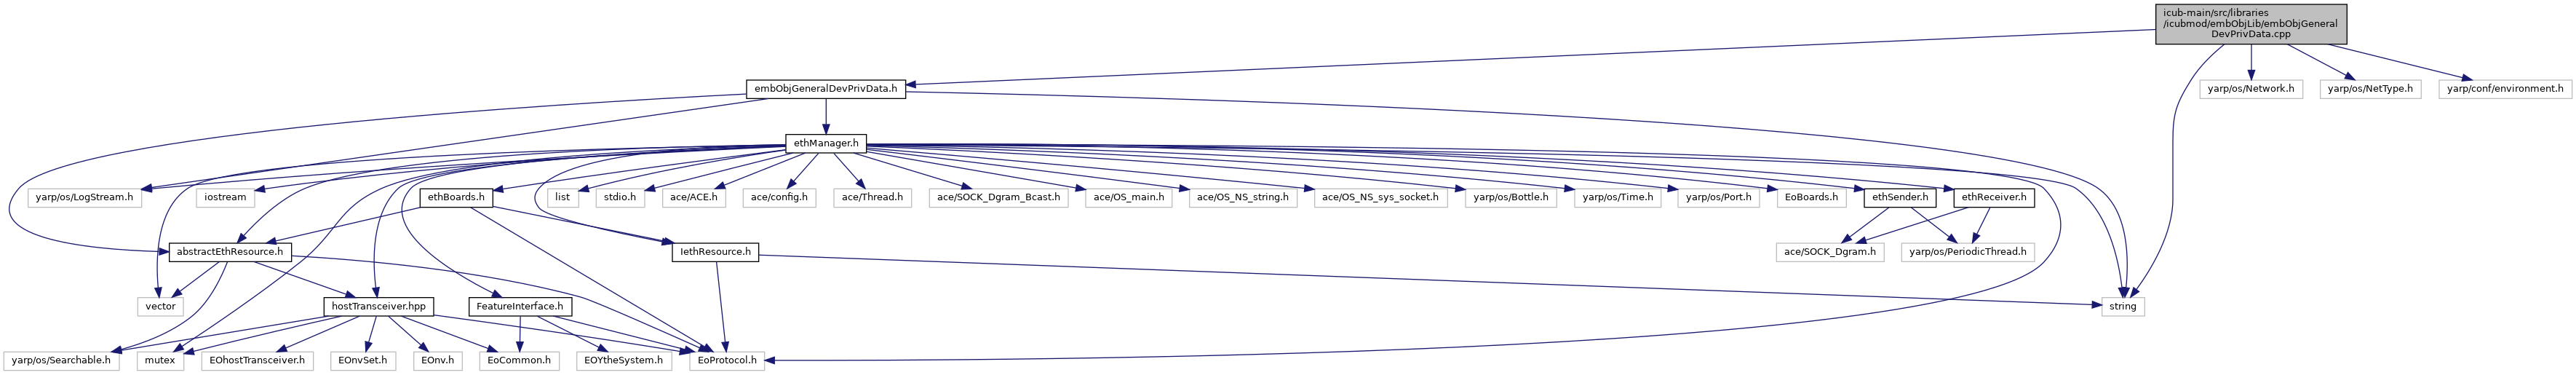 icub-main/src/libraries
/icubmod/embObjLib/embObjGeneral
DevPrivData.cpp
embObjGeneralDevPrivData.h
yarp/os/Network.h
yarp/os/NetType.h
yarp/conf/environment.h
ethManager.h
yarp/os/LogStream.h
iostream
ethBoards.h
list
stdio.h
ace/ACE.h
ace/config.h
ace/Thread.h
ace/SOCK_Dgram_Bcast.h
ace/OS_main.h
ace/OS_NS_string.h
ace/OS_NS_sys_socket.h
yarp/os/Bottle.h
yarp/os/Time.h
yarp/os/Port.h
EoBoards.h
ethSender.h
ethReceiver.h
abstractEthResource.h
IethResource.h
ace/SOCK_Dgram.h
yarp/os/PeriodicThread.h
vector
hostTransceiver.hpp
FeatureInterface.h
string
yarp/os/Searchable.h
mutex
EOhostTransceiver.h
EOnvSet.h
EOnv.h
EoCommon.h
EOYtheSystem.h
EoProtocol.h